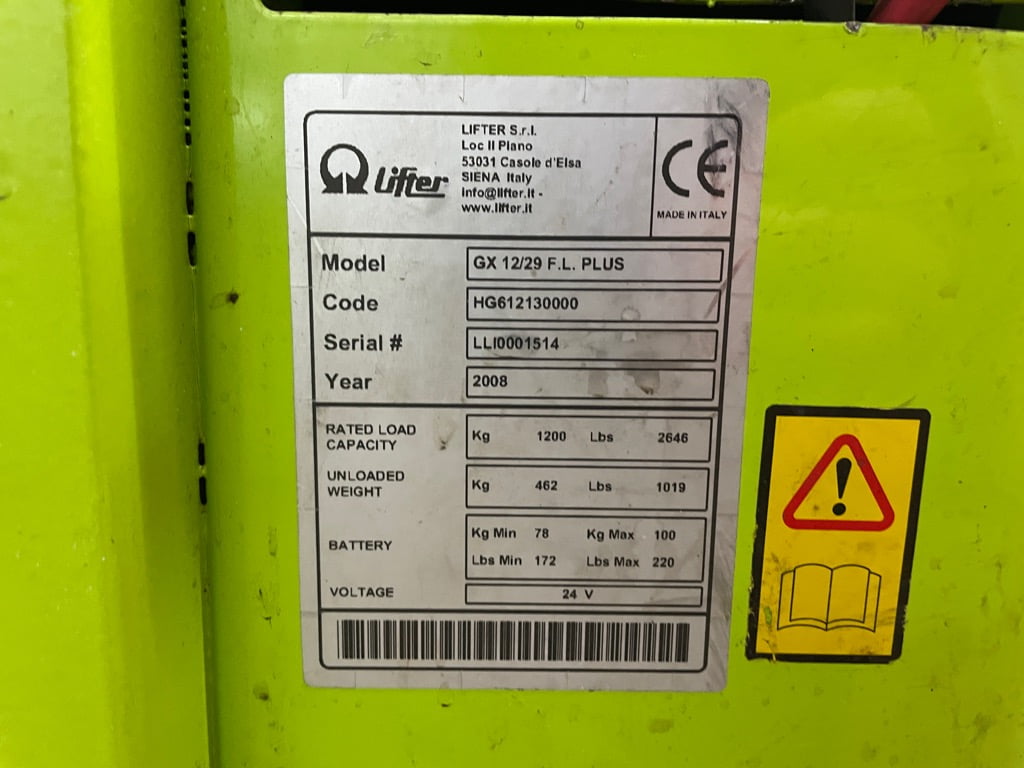 Lifter
LIFTER S.r.l.
Loc Il Piano
53031 Casole d'Elsa
SIENA Italy
Info@lifter.it -
www.lifter.it
CE
MADE IN ITALY
Model GX 12/29 F.L. PLUS
Code HG612130000
Serial # LLI0001514
Year 2008
RATED LOAD
CAPACITY
Kg 1200 Lbs 2646
UNLOADED
WEIGHT
Kg 462 Lbs 1019
BATTERY
Kg Min 78 Kg Max 100
Lbs Min 172 Lbs Max 220
VOLTAGE 24 V